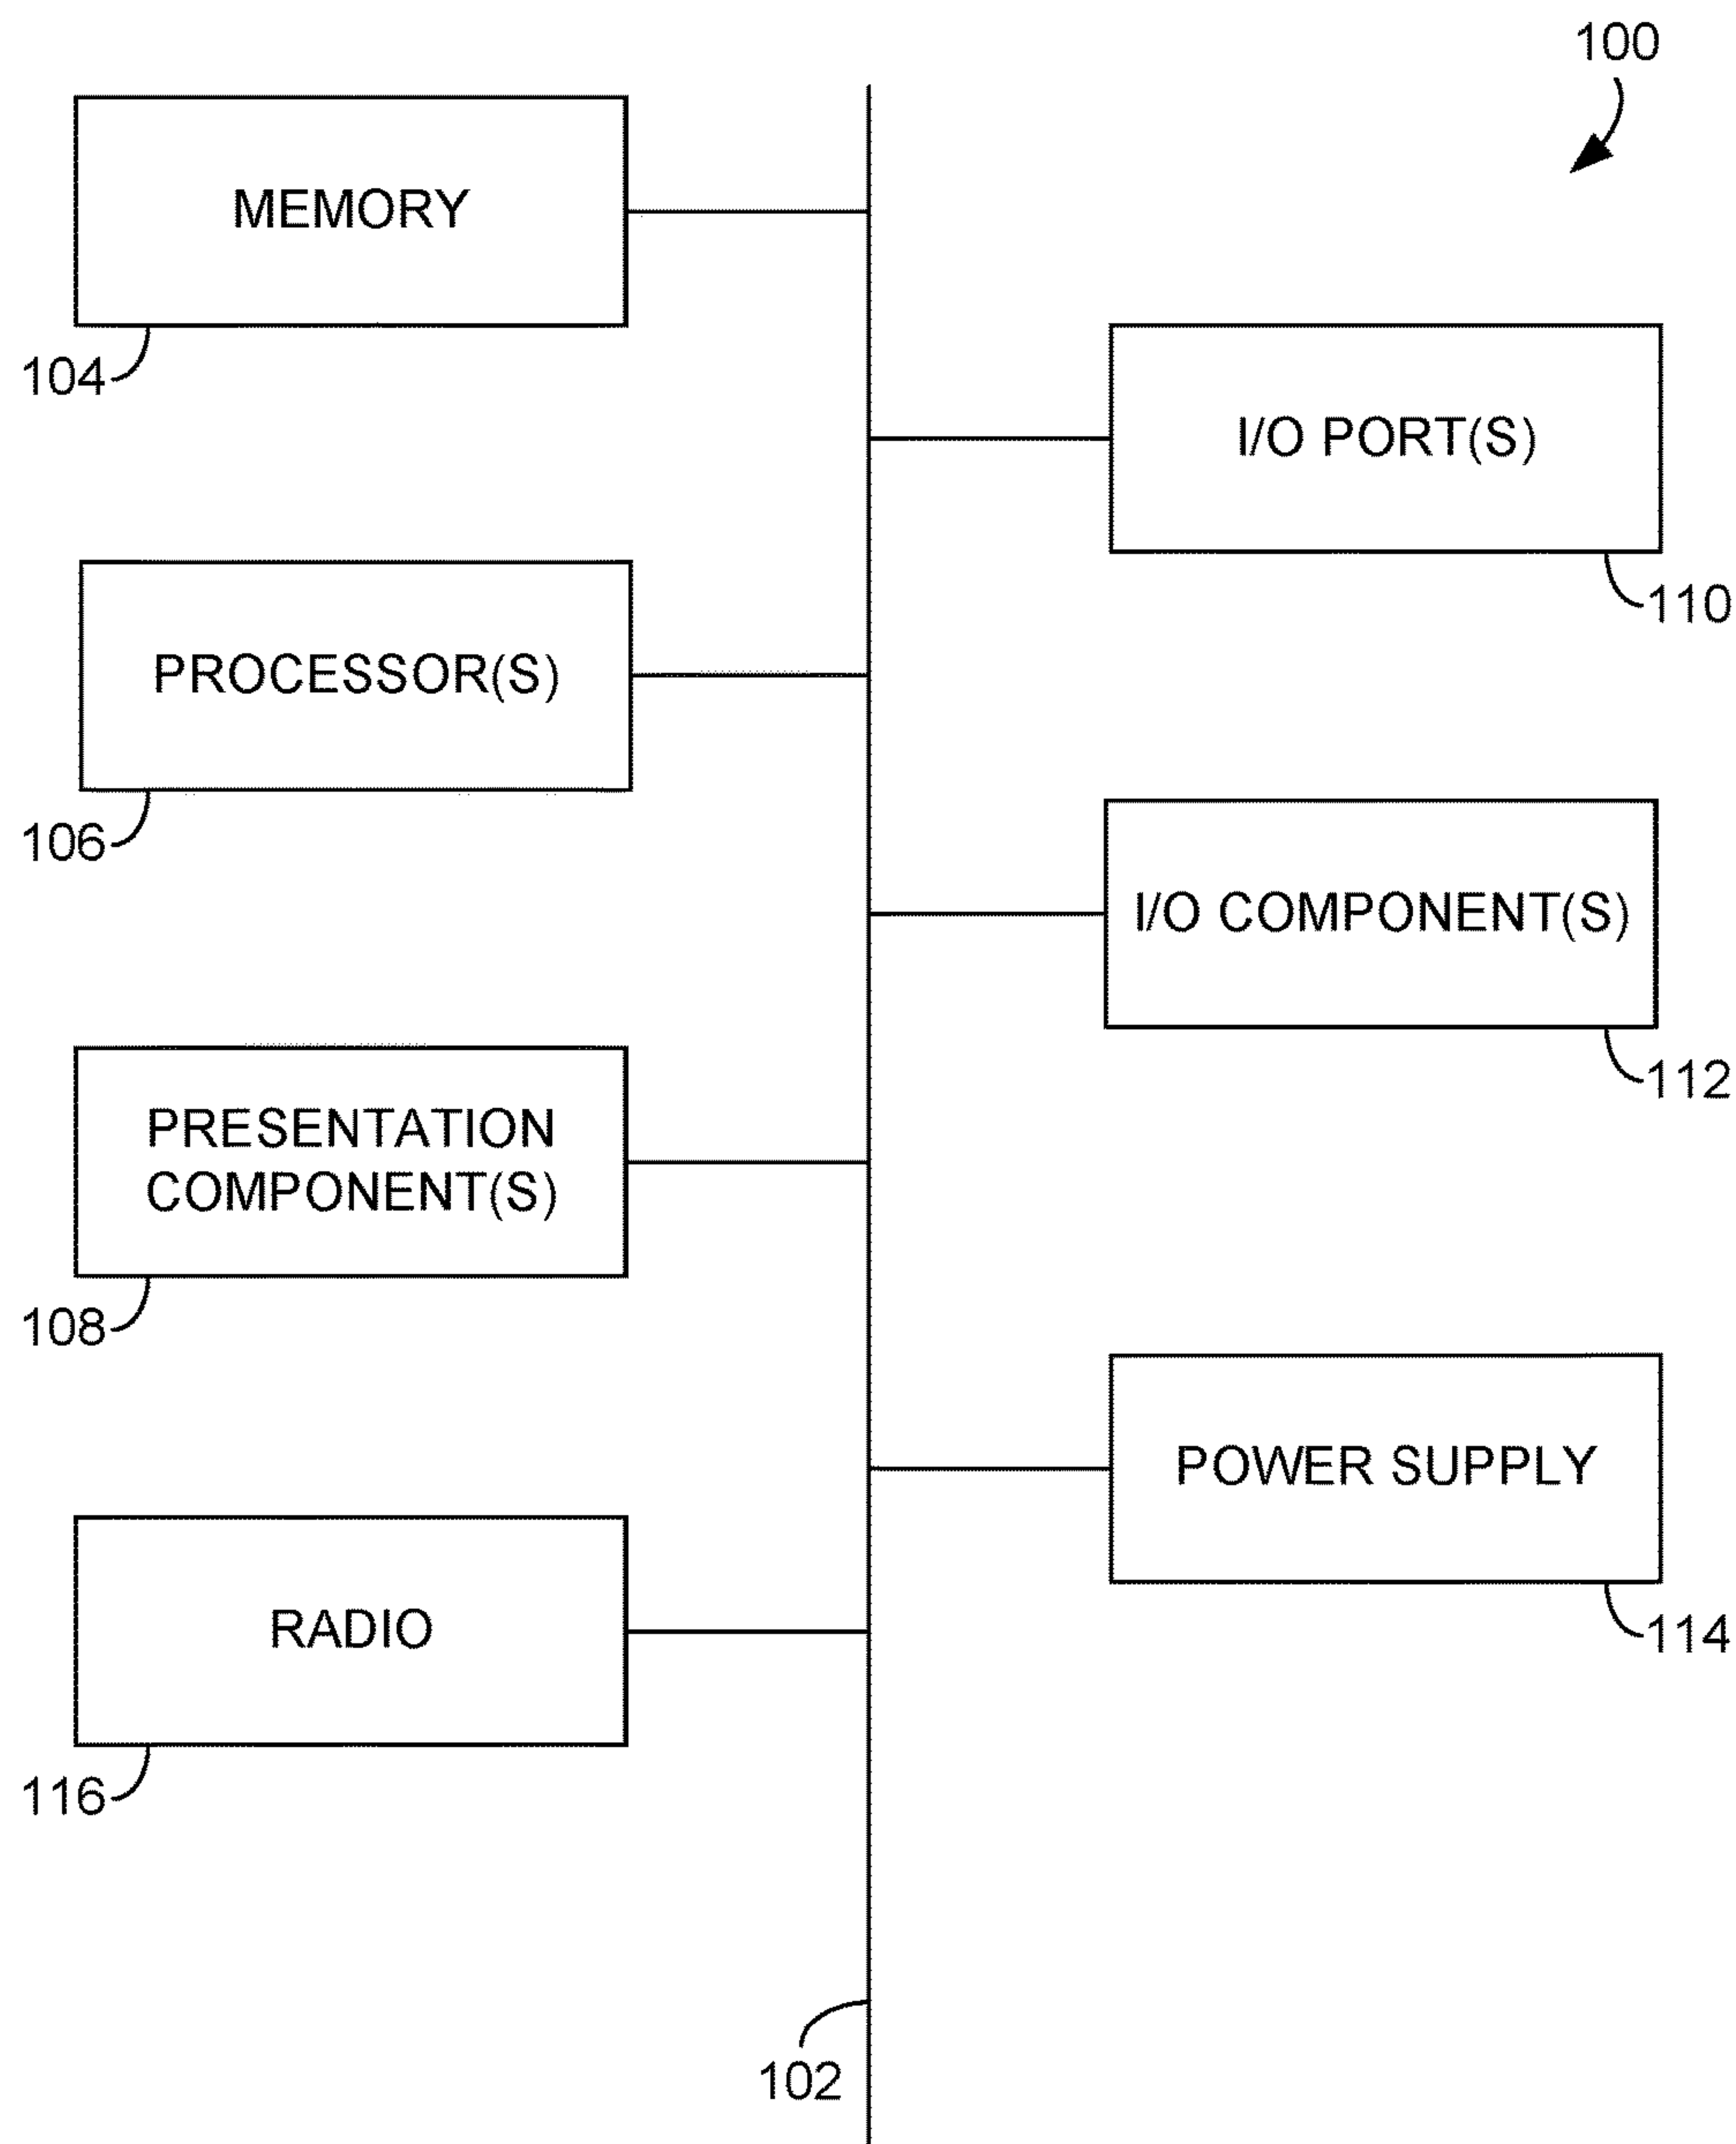 100
MEMORY
104
I/O PORT(S)
110
PROCESSOR(S)
106
I/O COMPONENT(S)
112
PRESENTATION
COMPONENT(S)
108
POWER SUPPLY
114
RADIO
116
102